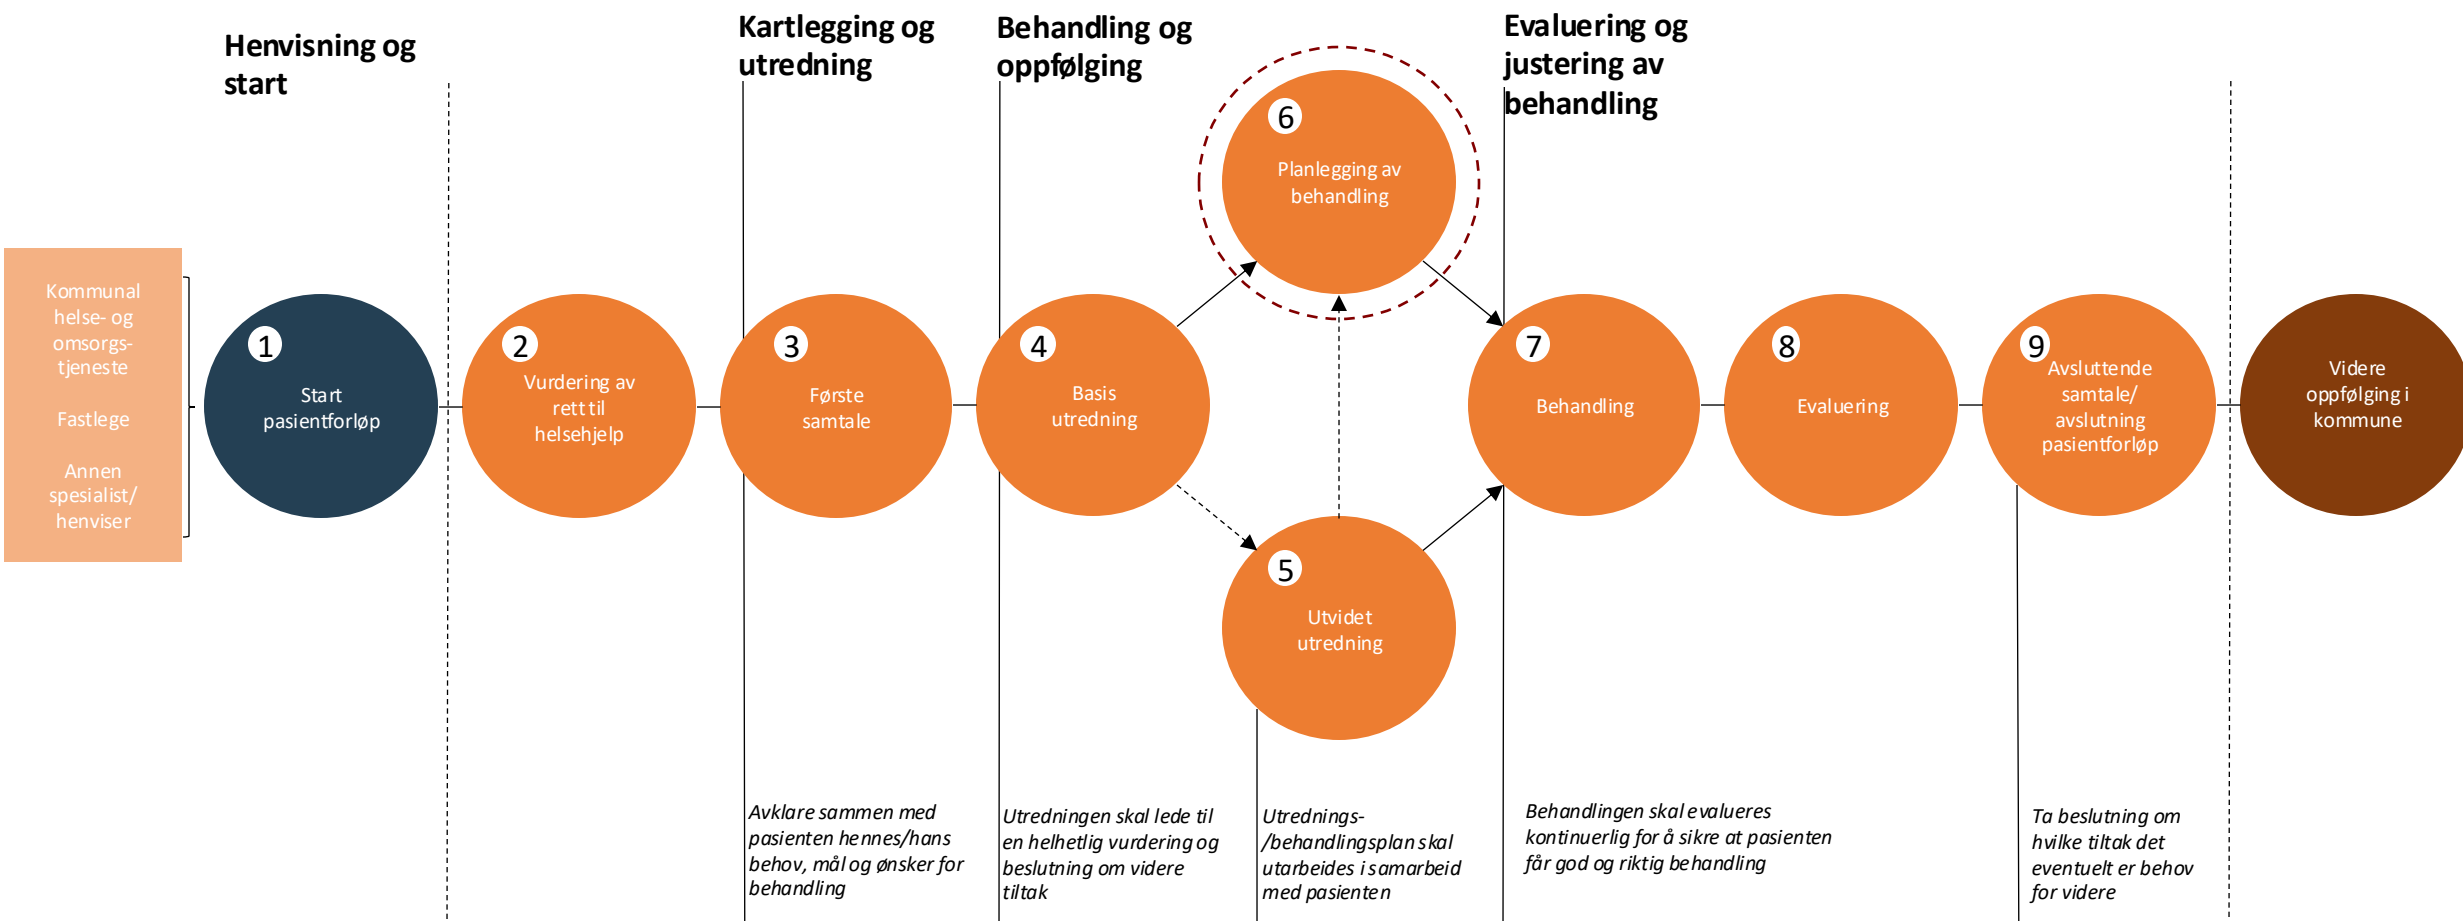 Henvisning og
start
Kartlegging og
utredning
Behandling og
oppfølging
Evaluering og
justering av
behandling
Kommunal
helse- og
omsorgs-
tjeneste
Fastlege
Annen
spesialist/
henviser
1
Start
pasientforløp
2
Vurdering av
rett til
helsehjelp
3
Første
samtale
4
Basis
utredning
6
Planlegging av
behandling
5
Utvidet
utredning
7
Behandling
8
Evaluering
9
Avsluttende
samtale/
avslutning
pasientforløp
Videre
oppfølging i
kommune
Avklare sammen med
pasienten hennes/hans
behov, mål og ønsker for
behandling
Utredningen skal lede til
en helhetlig vurdering og
beslutning om videre
tiltak
Utrednings-
/behandlingsplan skal
utarbeides i samarbeid
med pasienten
Behandlingen skal evalueres
kontinuerlig for å sikre at pasienten
får god og riktig behandling
Ta beslutning om
hvilke tiltak det
eventuelt er behov
for videre